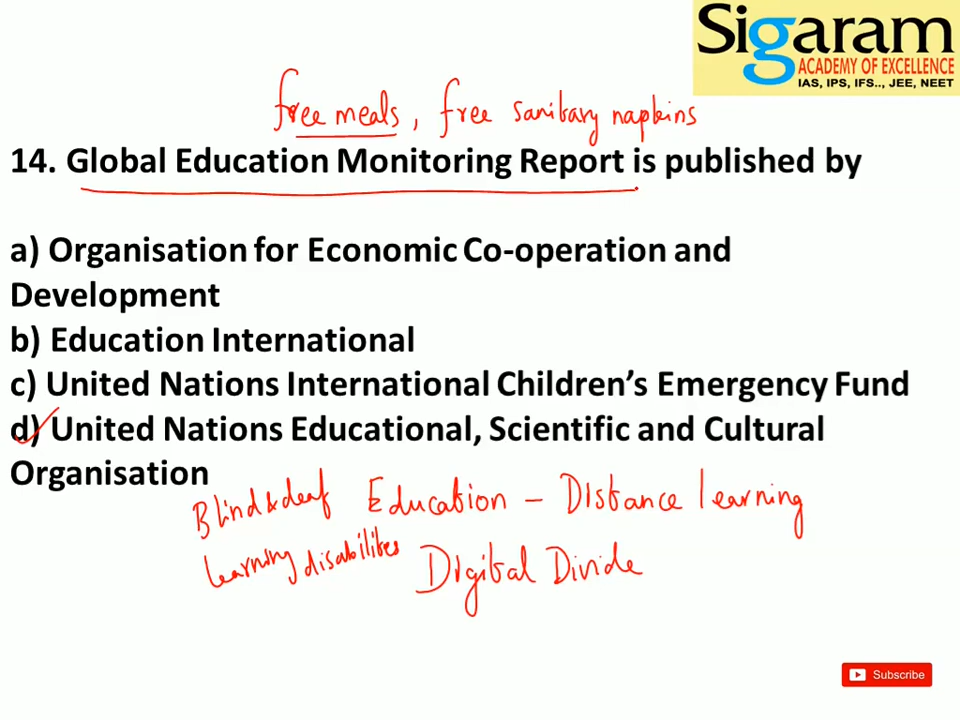 Sigaram
ACADEMY OF EXCELLENCE
IAS, IPS, IFS.., JEE, NEET
free meals, free sanitary napkins
14. Global Education Monitoring Report is published by
a) Organisation for Economic Co-operation and
Development
b) Education International
c) United Nations International Children’s Emergency Fund
d) United Nations Educational, Scientific and Cultural
Organisation
Blind & deaf Education - Distance learning
learning disabilites Digital Divide
Subscribe